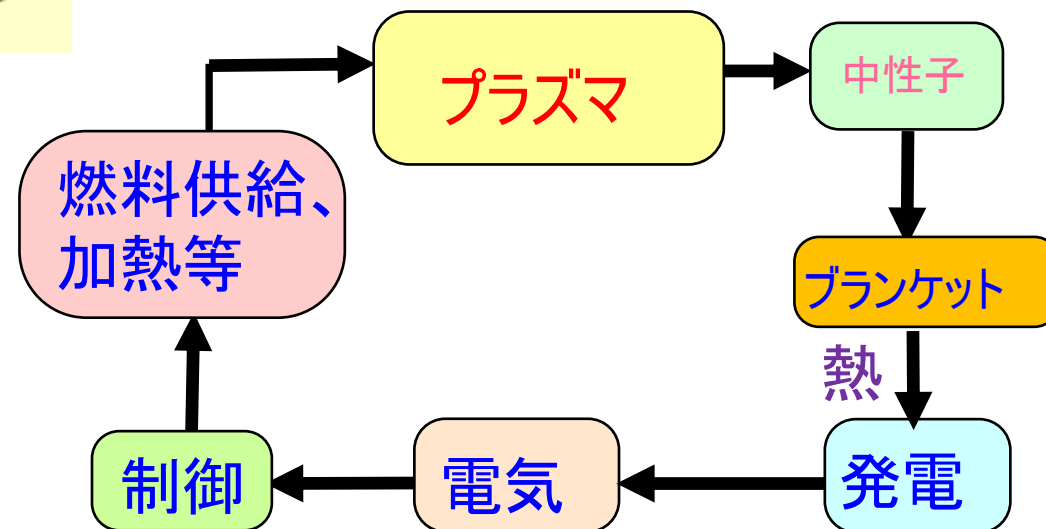 プラズマ
中性子
燃料供給、
加熱等
ブランケット
熱
制御
電気
発電